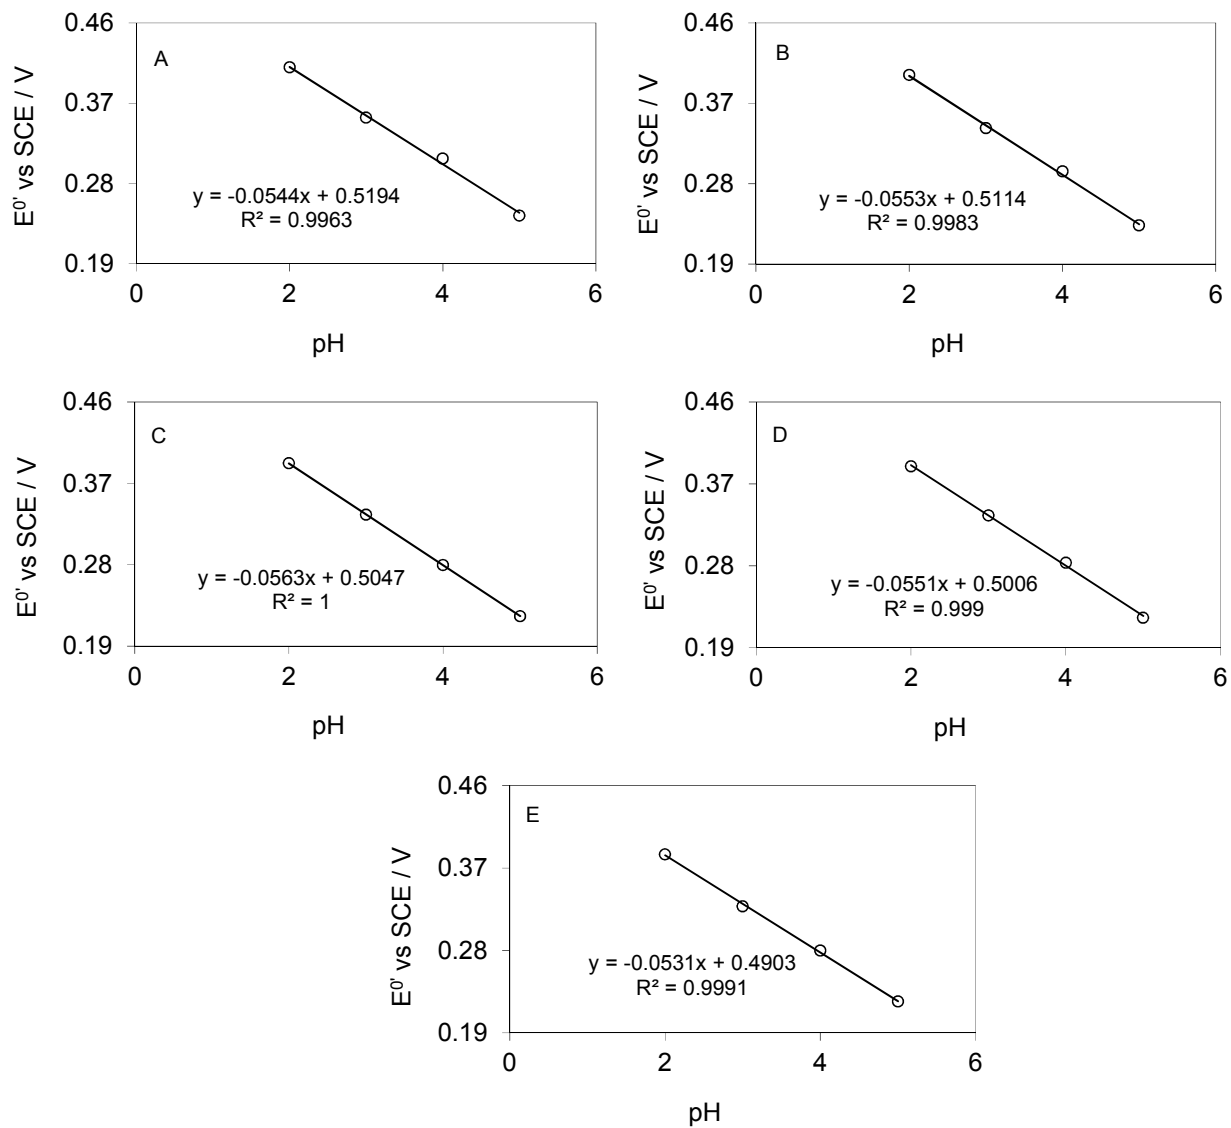 A
0.46
0.37
0.28
0.19
E0' vs SCE / V
y = -0.0544x + 0.5194
R² = 0.9963
0 2 4 6
pH
B
0.46
0.37
0.28
0.19
E0' vs SCE / V
y = -0.0553x + 0.5114
R² = 0.9983
0 2 4 6
pH
C
0.46
0.37
0.28
0.19
E0' vs SCE / V
y = -0.0563x + 0.5047
R² = 1
0 2 4 6
pH
D
0.46
0.37
0.28
0.19
E0' vs SCE / V
y = -0.0551x + 0.5006
R² = 0.999
0 2 4 6
pH
E
0.46
0.37
0.28
0.19
E0' vs SCE / V
y = -0.0531x + 0.4903
R² = 0.9991
0 2 4 6
pH